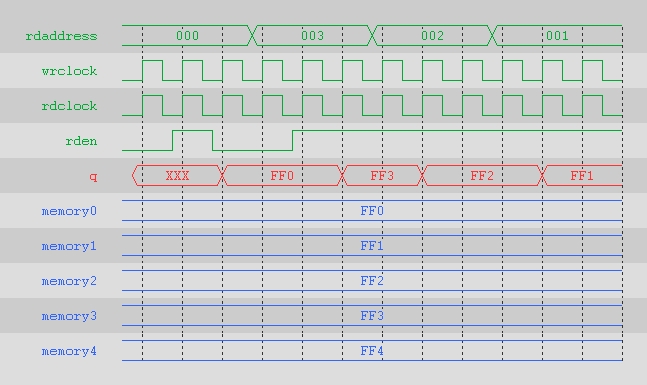 rdaddress 000 003 002 001
wrclock
rdclock
rden
q XXX FF0 FF3 FF2 FF1
memory0 FF0
memory1 FF1
memory2 FF2
memory3 FF3
memory4 FF4